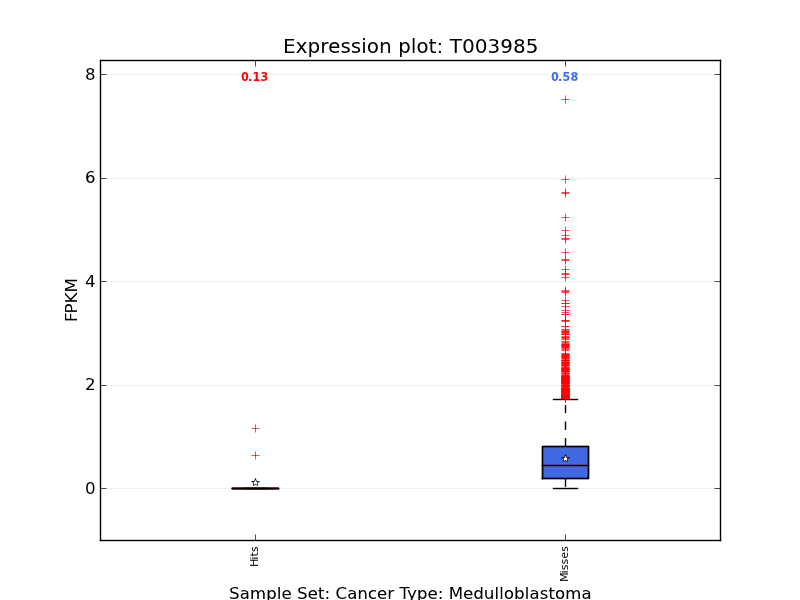 Expression plot: T003985
0.13
0.58
8
6
4
2
0
FPKM
Hits
Misses
Sample Set: Cancer Type: Medulloblastoma